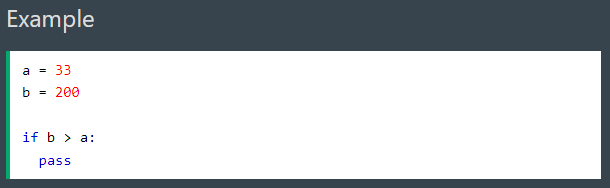 Example
a = 33
b = 200
if b > a:
  pass